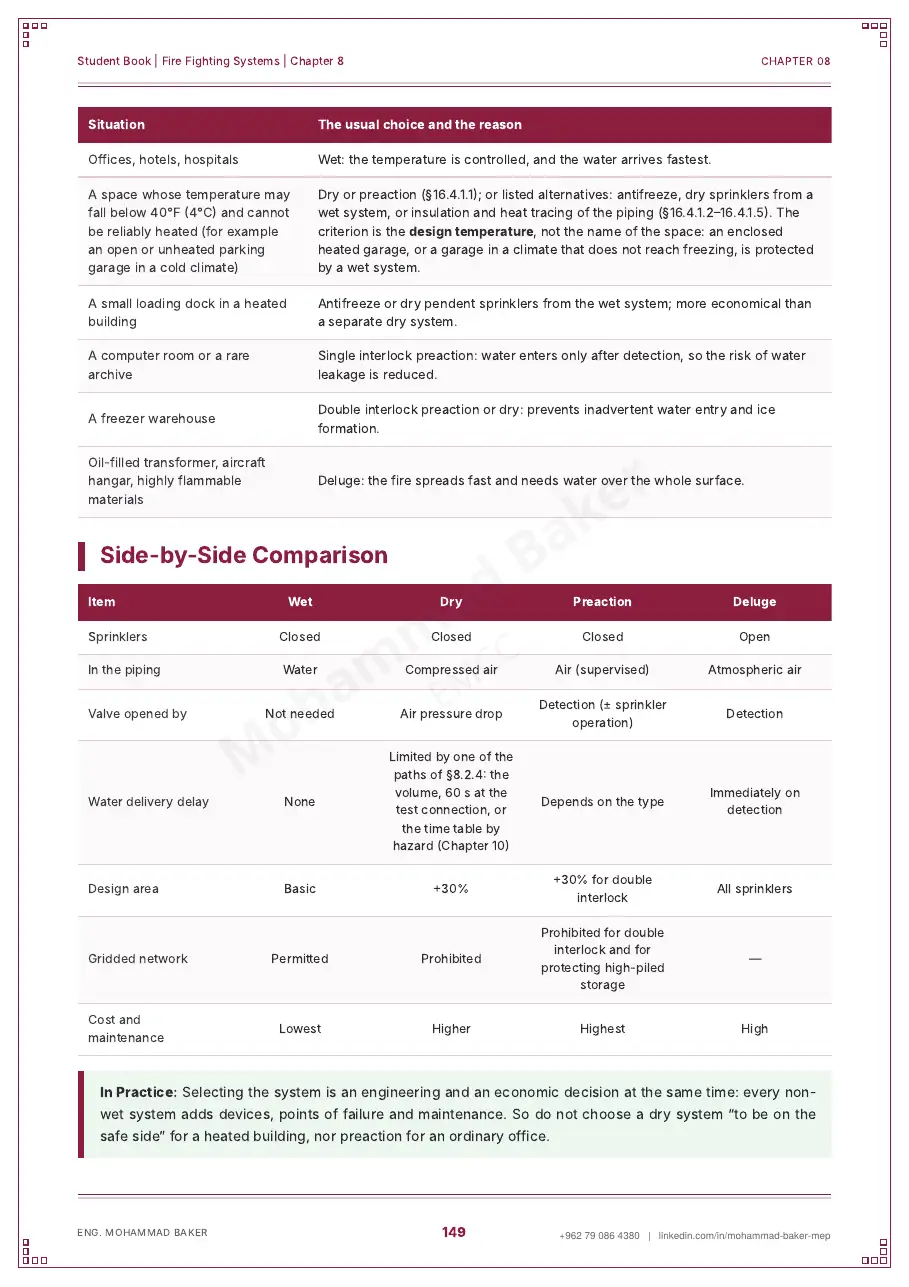 Student Book | Fire Fighting Systems | Chapter 8
CHAPTER 08
Situation
The usual choice and the reason
Offices, hotels, hospitals
Wet: the temperature is controlled, and the water arrives fastest.
A space whose temperature may
fall below 40°F (4°C) and cannot
be reliably heated (for example
an open or unheated parking
garage in a cold climate)
Dry or preaction (§16.4.1.1); or listed alternatives: antifreeze, dry sprinklers from a
wet system, or insulation and heat tracing of the piping (§16.4.1.2–16.4.1.5). The
criterion is the design temperature, not the name of the space: an enclosed
heated garage, or a garage in a climate that does not reach freezing, is protected
by a wet system.
A small loading dock in a heated
building
Antifreeze or dry pendent sprinklers from the wet system; more economical than
a separate dry system.
A computer room or a rare
archive
Single interlock preaction: water enters only after detection, so the risk of water
leakage is reduced.
A freezer warehouse
Double interlock preaction or dry: prevents inadvertent water entry and ice
formation.
Oil-filled transformer, aircraft
hangar, highly flammable
materials
Deluge: the fire spreads fast and needs water over the whole surface.
Side-by-Side Comparison
Item
Wet
Dry
Preaction
Deluge
Sprinklers
Closed
Closed
Closed
Open
In the piping
Water
Compressed air
Air (supervised)
Atmospheric air
Valve opened by
Not needed
Air pressure drop
Detection (± sprinkler
operation)
Detection
Water delivery delay
None
Limited by one of the
paths of §8.2.4: the
volume, 60 s at the
test connection, or
the time table by
hazard (Chapter 10)
Depends on the type
Immediately on
detection
Design area
Basic
+30%
+30% for double
interlock
All sprinklers
Gridded network
Permitted
Prohibited
Prohibited for double
interlock and for
protecting high-piled
storage
—
Cost and
maintenance
Lowest
Higher
Highest
High
In Practice: Selecting the system is an engineering and an economic decision at the same time: every non-
wet system adds devices, points of failure and maintenance. So do not choose a dry system “to be on the
safe side” for a heated building, nor preaction for an ordinary office.
Mohammad Baker
ENG. MOHAMMAD BAKER
149
+962 79 086 4380 | linkedin.com/in/mohammad-baker-mep